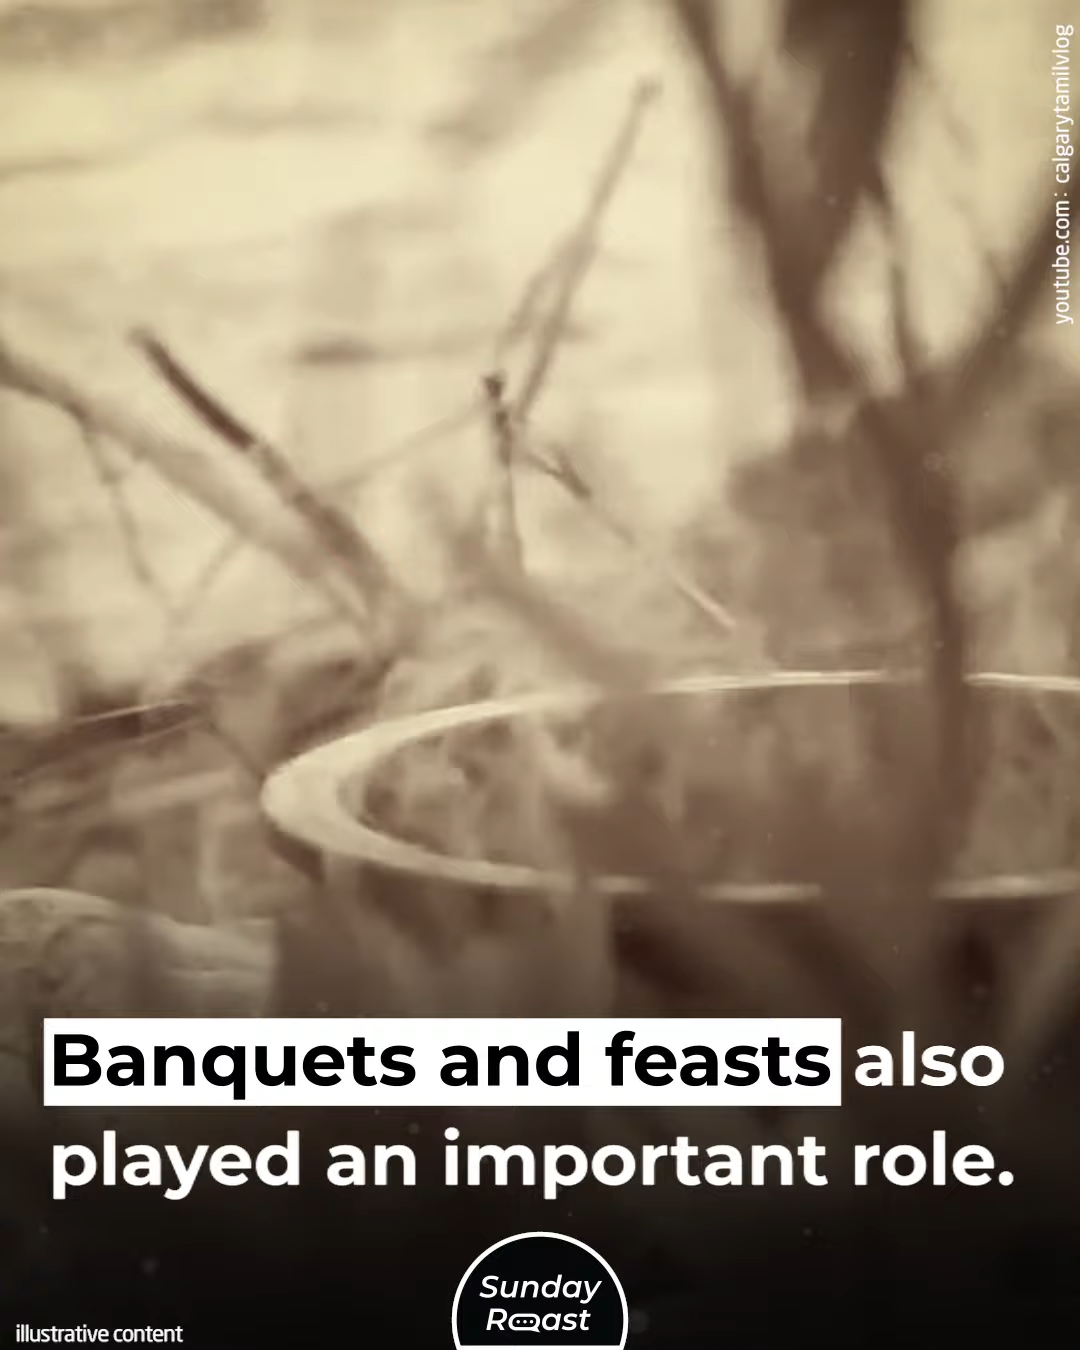 youtube.com: calgarytamilvlog
Banquets and feasts also
played an important role.
Sunday
Roast
illustrative content